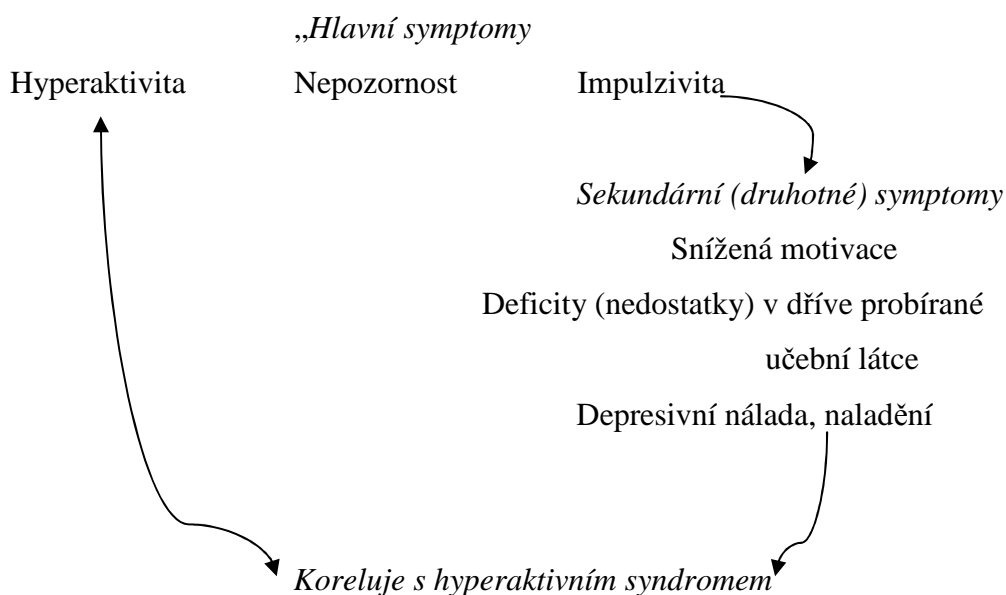 „Hlavní symptomy
Hyperaktivita Nepozornost Impulzivita
Sekundární (druhotné) symptomy
Snížená motivace
Deficity (nedostatky) v dříve probírané
učební látce
Depresivní nálada, naladění
Koreluje s hyperaktivním syndromem